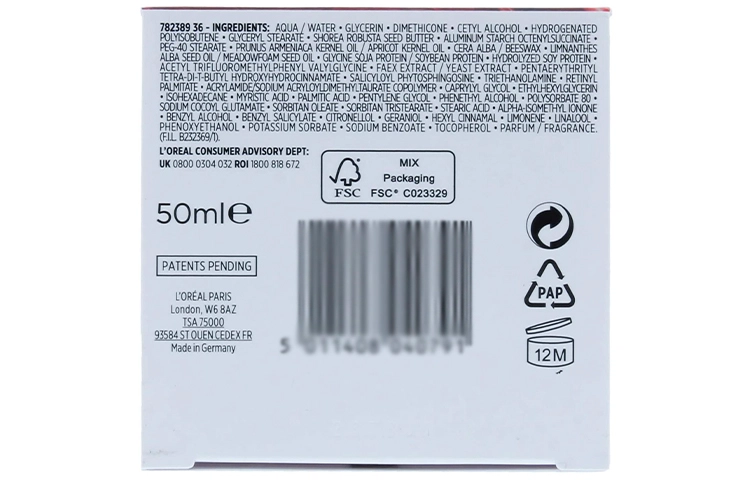 782389 36 - INGREDIENTS: AQUA / WATER • GLYCERIN • DIMETHICONE • CETYL ALCOHOL • HYDROGENATED
POLYISOBUTENE • GLYCERYL STEARATE • SHOREA ROBUSTA SEED BUTTER • ALUMINUM STARCH OCTENYLSUCCINATE •
PEG-40 STEARATE • PRUNUS ARMENIACA KERNEL OIL / APRICOT KERNEL OIL • CERA ALBA / BEESWAX • LIMNANTHES
ALBA SEED OIL / MEADOWFOAM SEED OIL • GLYCINE SOJA PROTEIN / SOYBEAN PROTEIN • HYDROLYZED SOY PROTEIN •
ACETYL TRIFLUOROMETHYLPHENYL VALYLGLYCINE • FAEX EXTRACT / YEAST EXTRACT • PENTAERYTHRITYL
TETRA-DI-T-BUTYL HYDROXYHYDROCINNAMATE • SALICYLOYL PHYTOSPHINGOSINE • TRIETHANOLAMINE • RETINYL
PALMITATE • ACRYLAMIDE/SODIUM ACRYLOYLDIMETHYLTAURATE COPOLYMER • CAPRYLYL GLYCOL • ETHYLHEXYLGLYCERIN
• ISOHEXADECANE • MYRISTIC ACID • PALMITIC ACID • PENTYLENE GLYCOL • PHENETHYL ALCOHOL • POLYSORBATE 80 •
SODIUM COCOYL GLUTAMATE • SORBITAN OLEATE • SORBITAN TRISTEARATE • STEARIC ACID • ALPHA-ISOMETHYL IONONE
• BENZYL ALCOHOL • BENZYL SALICYLATE • CITRONELLOL • GERANIOL • HEXYL CINNAMAL • LIMONENE • LINALOOL •
PHENOXYETHANOL • POTASSIUM SORBATE • SODIUM BENZOATE • TOCOPHEROL • PARFUM / FRAGRANCE.
(F.I.L. B232369/1).
L'OREAL CONSUMER ADVISORY DEPT:
UK 0800 0304 032 ROI 1800 818 672
FSC
MIX
Packaging
FSC® C023329
50ml℮
PATENTS PENDING
L'ORÉAL PARIS
London, W6 8AZ
TSA 75000
93584 ST OUEN CEDEX FR
Made in Germany
5 011408 040791
PAP
12M